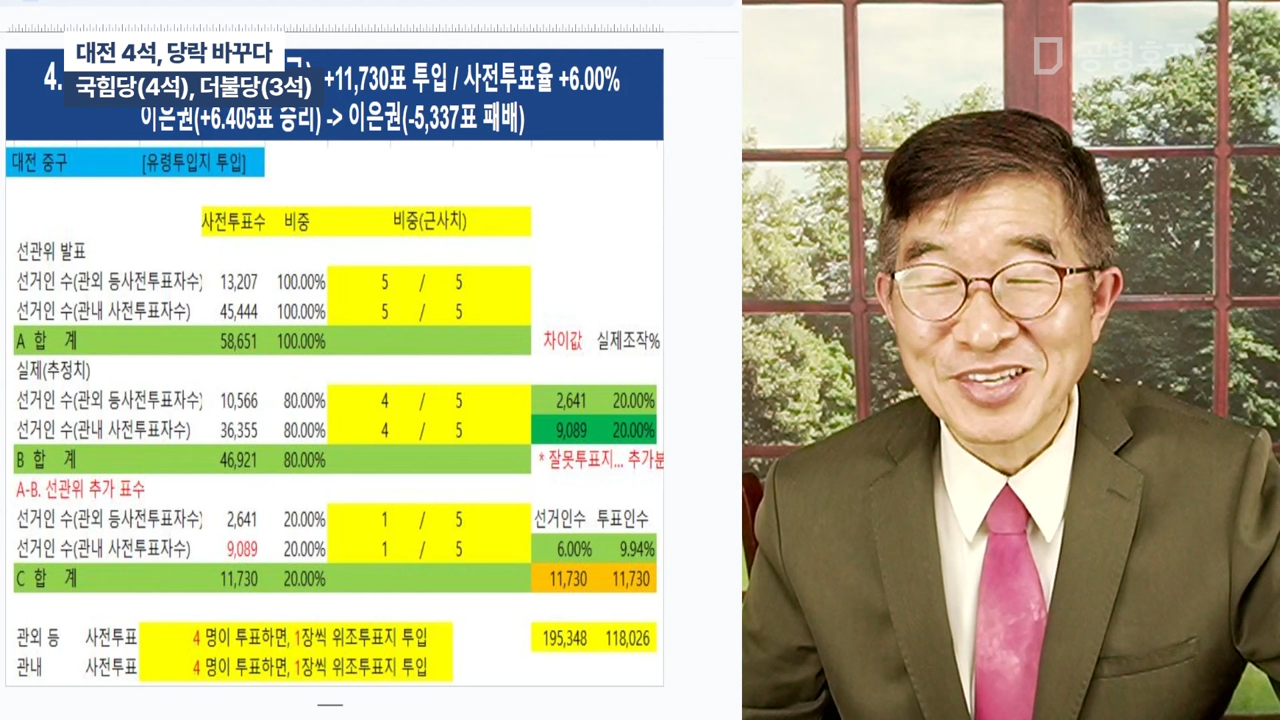 대전 4석, 당락 바꾸다
국힘당(4석), 더불당(3석)
4. +11,730표 투입 / 사전투표율 +6.00%
이은권(+6.405표 승리) -> 이은권(-5,337표 패배)
대전 중구 [유령투입지 투입]
사전투표수 비중 비중(근사치)
선관위 발표
선거인 수(관외 등사전투표자수) 13,207 100.00% 5 / 5
선거인 수(관내 사전투표자수) 45,444 100.00% 5 / 5
A 합 계 58,651 100.00% 차이값 실제조작%
실제(추정치)
선거인 수(관외 등사전투표자수) 10,566 80.00% 4 / 5 2,641 20.00%
선거인 수(관내 사전투표자수) 36,355 80.00% 4 / 5 9,089 20.00%
B 합 계 46,921 80.00% * 잘못투표지... 추가분
A-B. 선관위 추가 표수
선거인 수(관외 등사전투표자수) 2,641 20.00% 1 / 5 선거인수 투표인수
선거인 수(관내 사전투표자수) 9,089 20.00% 1 / 5 6.00% 9.94%
C 합 계 11,730 20.00% 11,730 11,730
관외 등 사전투표 4 명이 투표하면, 1장씩 위조투표지 투입 195,348 118,026
관내 사전투표 4 명이 투표하면, 1장씩 위조투표지 투입